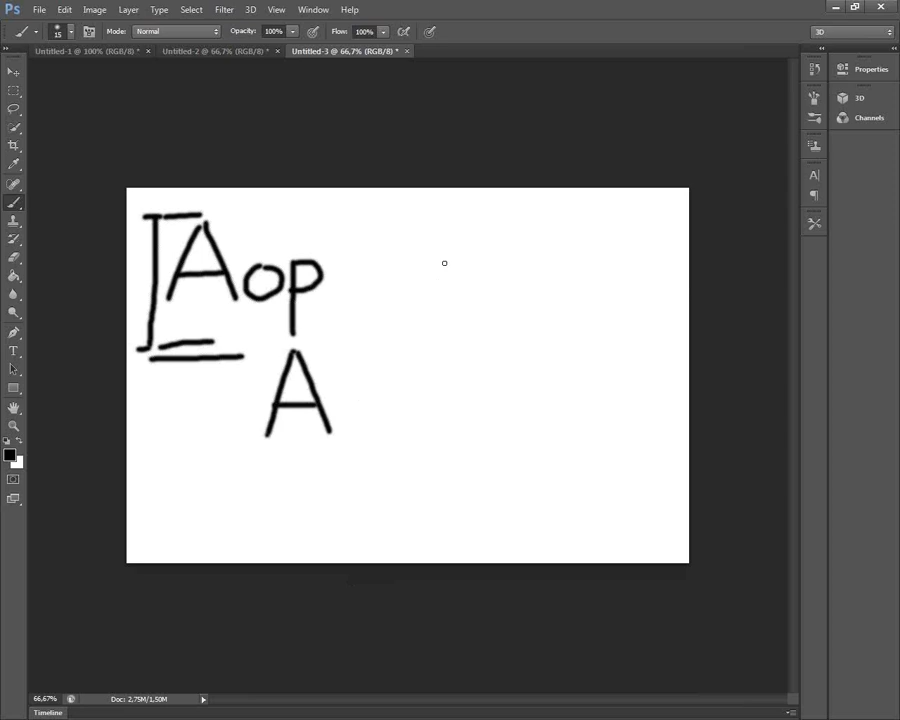 Ps File Edit Image Layer Type Select Filter 3D View Window Help
15 Mode: Normal Opacity: 100% Flow: 100% 3D
Untitled-1 @ 100% (RGB/8) * × Untitled-2 @ 66,7% (RGB/8) * × Untitled-3 @ 66,7% (RGB/8) * ×
Properties
3D
Channels
Aop
A
66,67% Doc: 2,75M/1,50M
Timeline